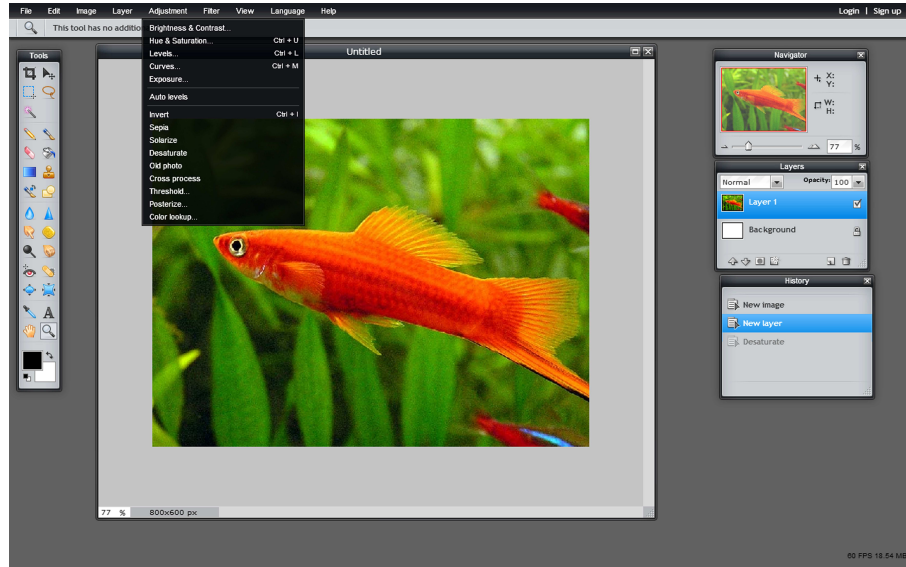 File Edit Image Layer Adjustment Filter View Language Help Login | Sign up
This tool has no additio
Brightness & Contrast...
Hue & Saturation... Ctrl + U
Levels... Ctrl + L
Curves... Ctrl + M
Exposure...
Auto levels
Invert Ctrl + I
Sepia
Solarize
Desaturate
Old photo
Cross process
Threshold...
Posterize...
Color lookup...
Tools
A
Untitled
77 % 800x600 px
Navigator
X:
Y:
W:
H:
77 %
Layers
Normal Opacity: 100
Layer 1
Background
History
New image
New layer
Desaturate
60 FPS 18.54 MB